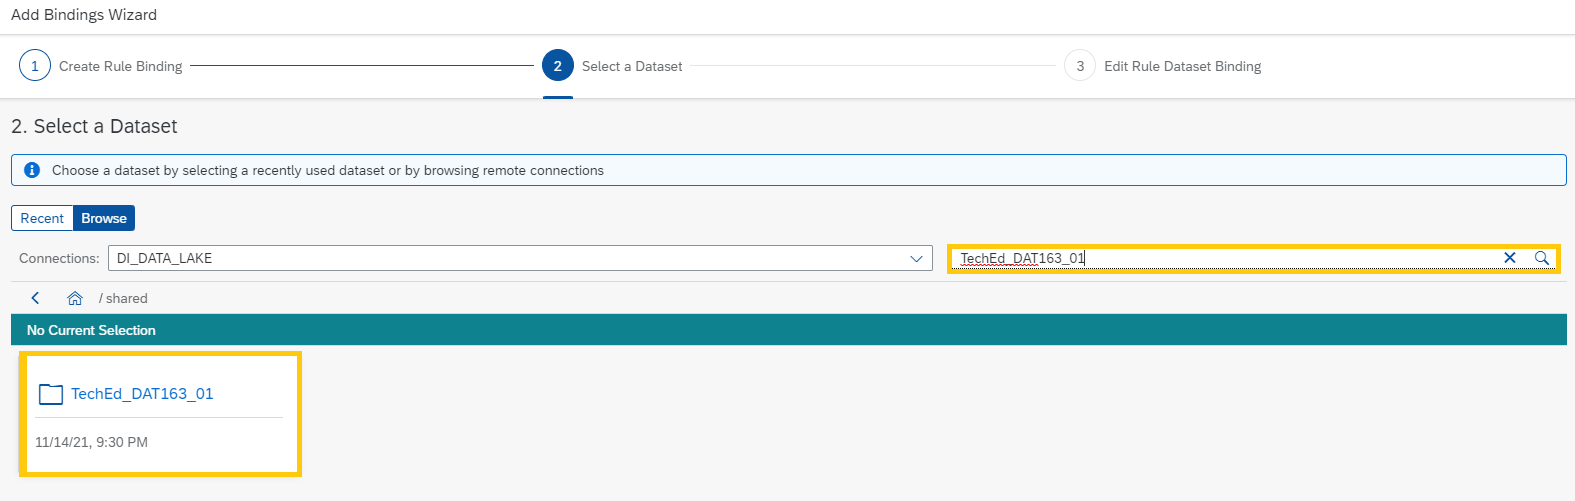 Add Bindings Wizard
1 Create Rule Binding 2 Select a Dataset 3 Edit Rule Dataset Binding
2. Select a Dataset
Choose a dataset by selecting a recently used dataset or by browsing remote connections
Recent Browse
Connections: DI_DATA_LAKE TechEd_DAT163_01
/ shared
No Current Selection
TechEd_DAT163_01
11/14/21, 9:30 PM